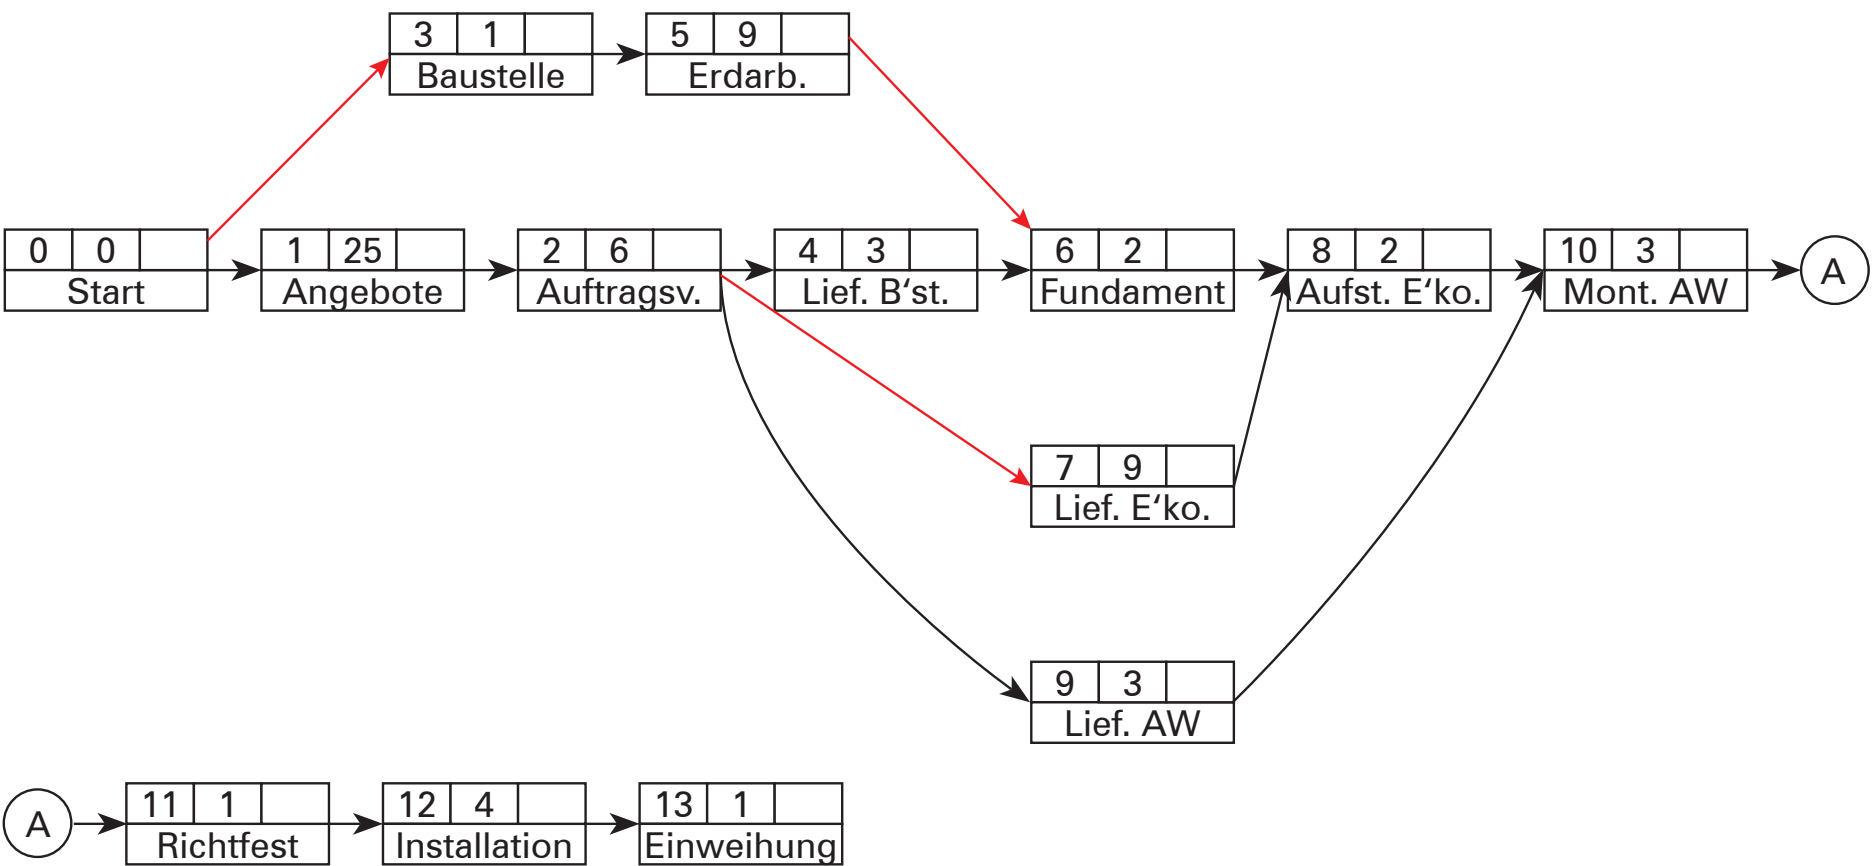 3 1
Baustelle
5 9
Erdarb.
0 0
Start
1 25
Angebote
2 6
Auftragsv.
4 3
Lief. B‘st.
6 2
Fundament
8 2
Aufst. E‘ko.
10 3
Mont. AW
A
7 9
Lief. E‘ko.
9 3
Lief. AW
A
11 1
Richtfest
12 4
Installation
13 1
Einweihung